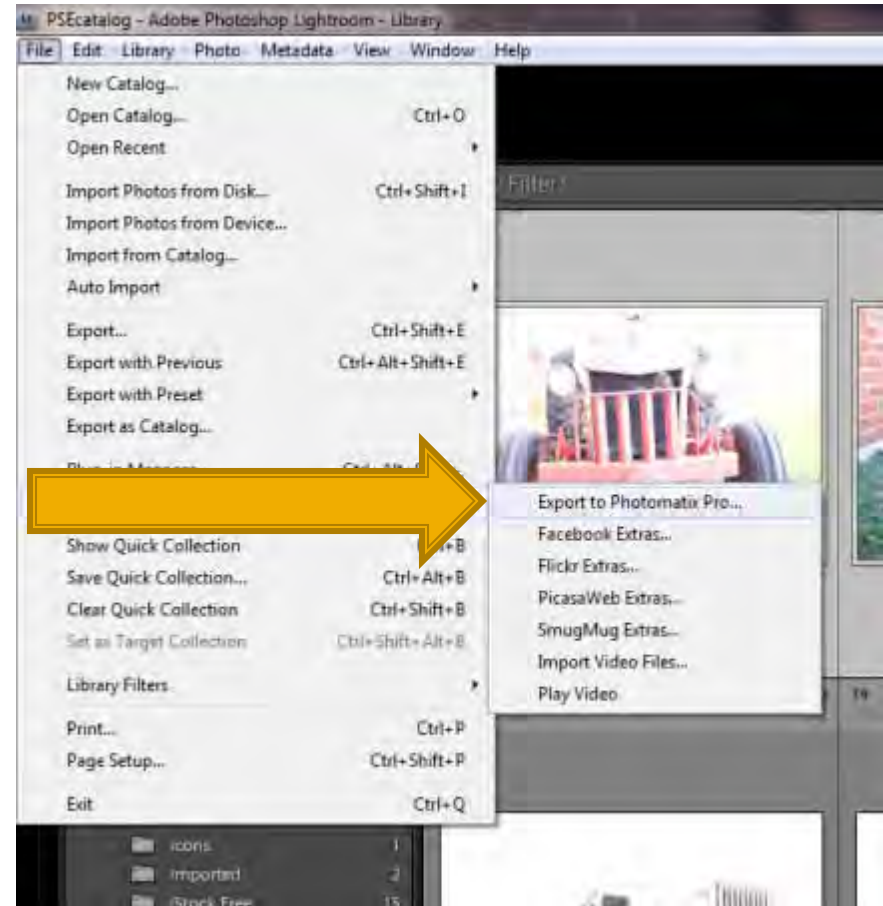 PSEcatalog - Adobe Photoshop Lightroom - Library
File Edit Library Photo Metadata View Window Help
New Catalog...
Open Catalog... Ctrl+O
Open Recent
Import Photos from Disk... Ctrl+Shift+I
Import Photos from Device...
Import from Catalog...
Auto Import
Export... Ctrl+Shift+E
Export with Previous Ctrl+Alt+Shift+E
Export with Preset
Export as Catalog...
Show Quick Collection
Save Quick Collection... Ctrl+Alt+B
Clear Quick Collection Ctrl+Shift+B
Set as Target Collection Ctrl+Shift+Alt+B
Library Filters
Print... Ctrl+P
Page Setup... Ctrl+Shift+P
Exit Ctrl+Q
Export to Photomatix Pro...
Facebook Extras...
Flickr Extras...
PicasaWeb Extras...
SmugMug Extras...
Import Video Files...
Play Video
icons 1
imported 2
iStock Free 15